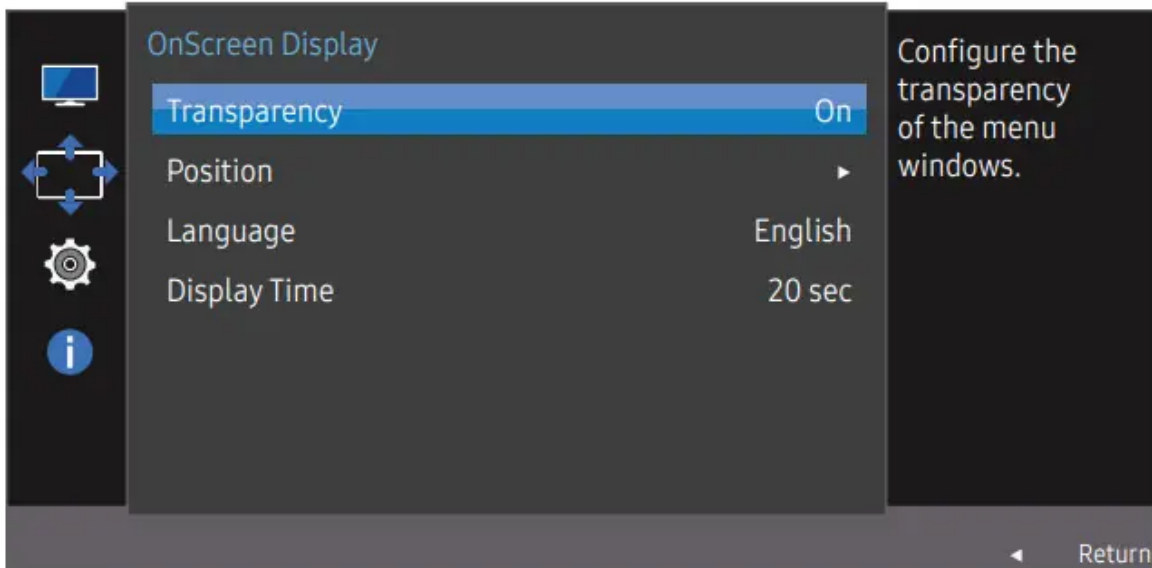 OnScreen Display
Transparency On
Position ▸
Language English
Display Time 20 sec
Configure the
transparency
of the menu
windows.
◂ Return